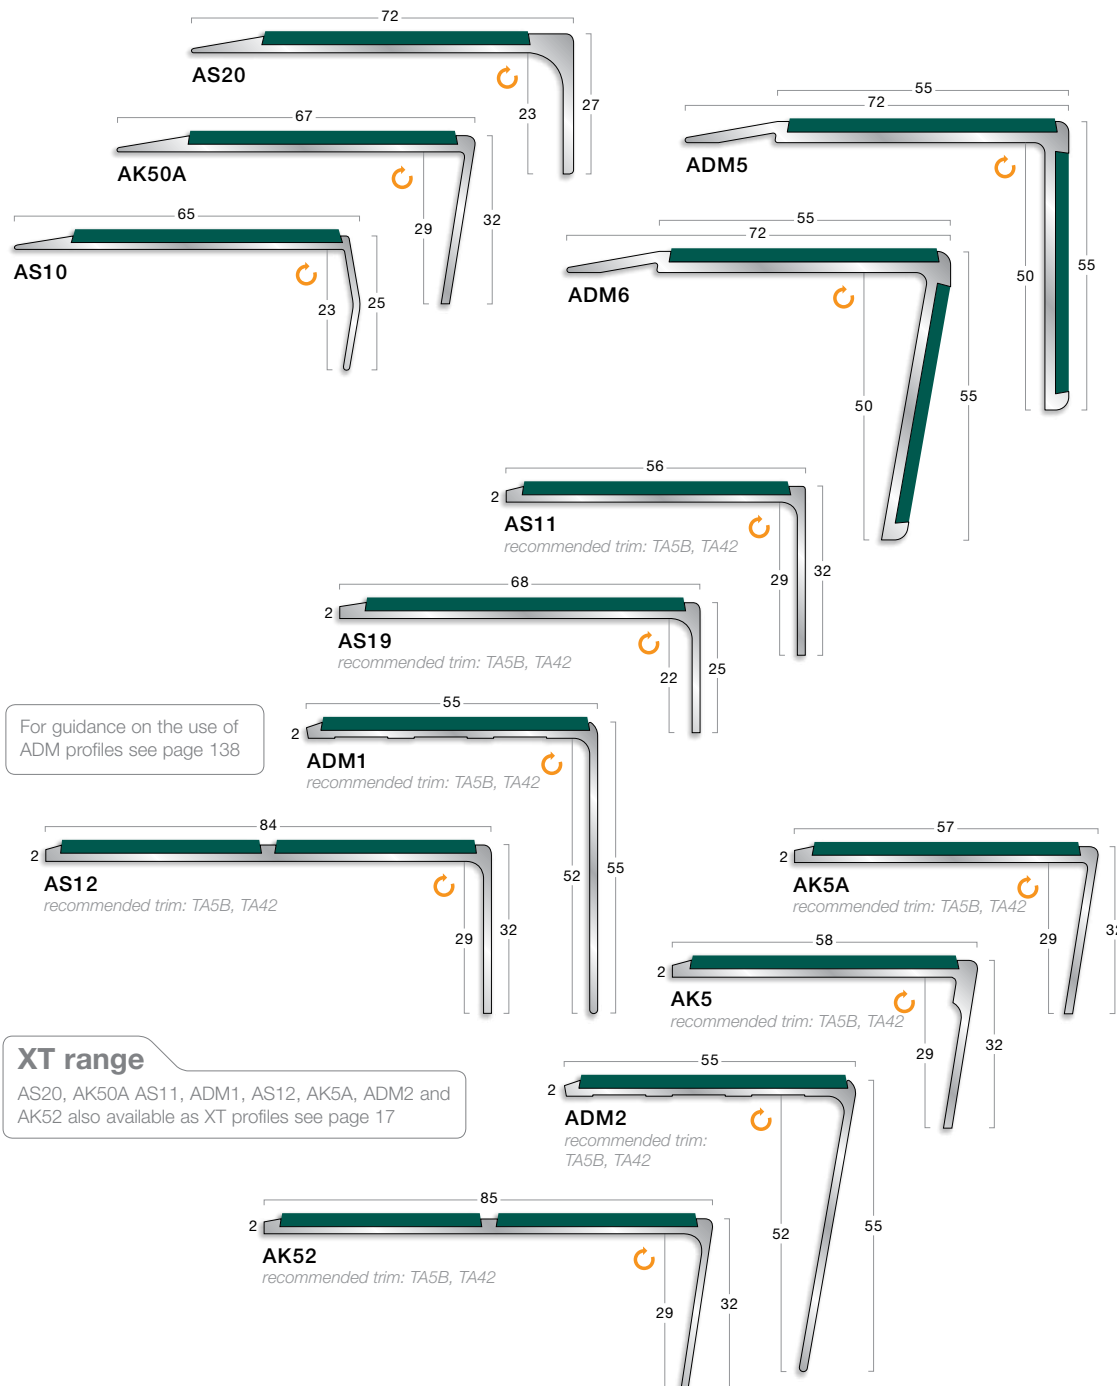 72
AS20
23
27
67
AK50A
29
32
65
AS10
23
25
55
72
ADM5
50
55
55
72
ADM6
50
55
56
2
AS11
recommended trim: TA5B, TA42
29
32
68
2
AS19
recommended trim: TA5B, TA42
22
25
For guidance on the use of
ADM profiles see page 138
55
2
ADM1
recommended trim: TA5B, TA42
52
55
84
2
AS12
recommended trim: TA5B, TA42
29
32
57
2
AK5A
recommended trim: TA5B, TA42
29
32
58
2
AK5
recommended trim: TA5B, TA42
29
32
XT range
AS20, AK50A AS11, ADM1, AS12, AK5A, ADM2 and
AK52 also available as XT profiles see page 17
55
2
ADM2
recommended trim:
TA5B, TA42
52
55
85
2
AK52
recommended trim: TA5B, TA42
29
32